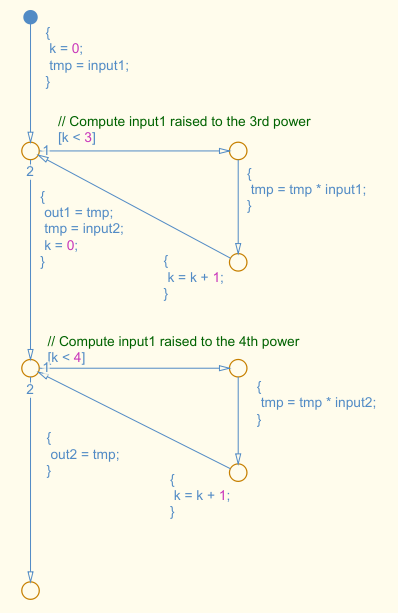 {
k = 0;
tmp = input1;
}
// Compute input1 raised to the 3rd power
[k < 3]
1
2
{
tmp = tmp * input1;
}
{
out1 = tmp;
tmp = input2;
k = 0;
}
{
k = k + 1;
}
// Compute input1 raised to the 4th power
[k < 4]
1
2
{
tmp = tmp * input2;
}
{
out2 = tmp;
}
{
k = k + 1;
}